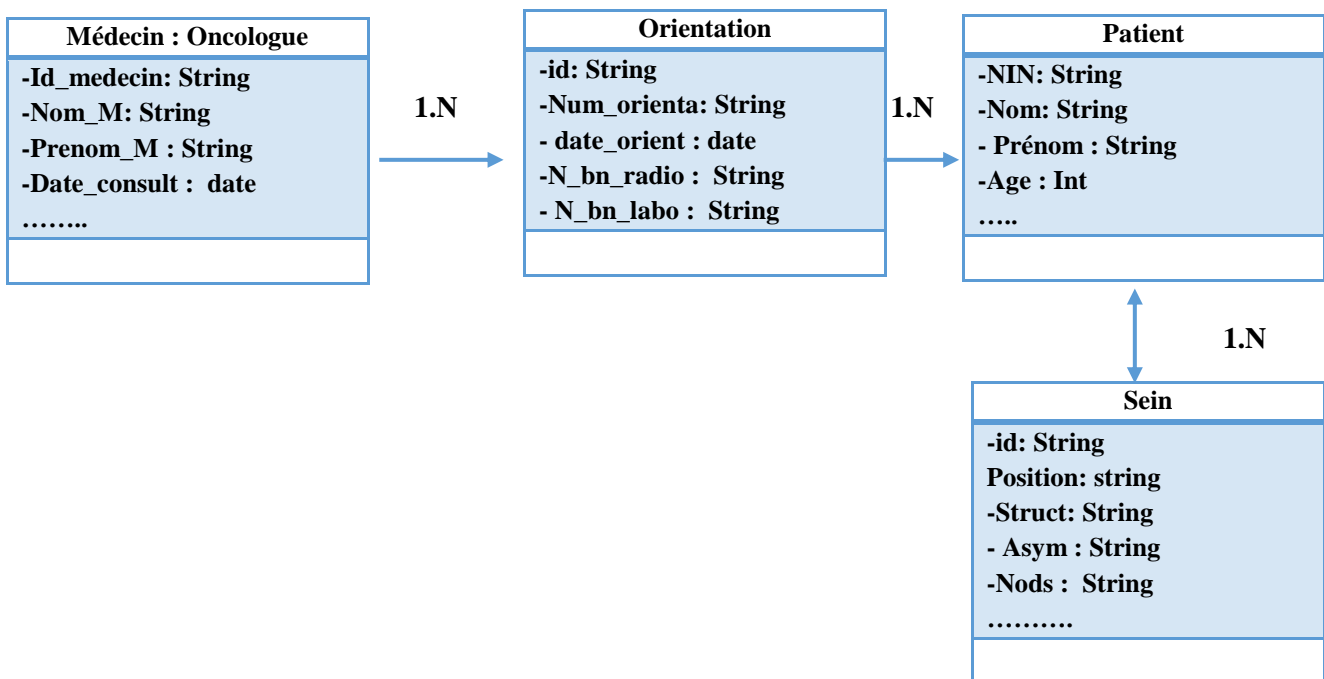 Médecin : Oncologue
-Id_medecin: String
-Nom_M: String
-Prenom_M : String
-Date_consult : date
……..
1.N
Orientation
-id: String
-Num_orienta: String
- date_orient : date
-N_bn_radio : String
- N_bn_labo : String
1.N
Patient
-NIN: String
-Nom: String
- Prénom : String
-Age : Int
…..
1.N
Sein
-id: String
Position: string
-Struct: String
- Asym : String
-Nods : String
……….